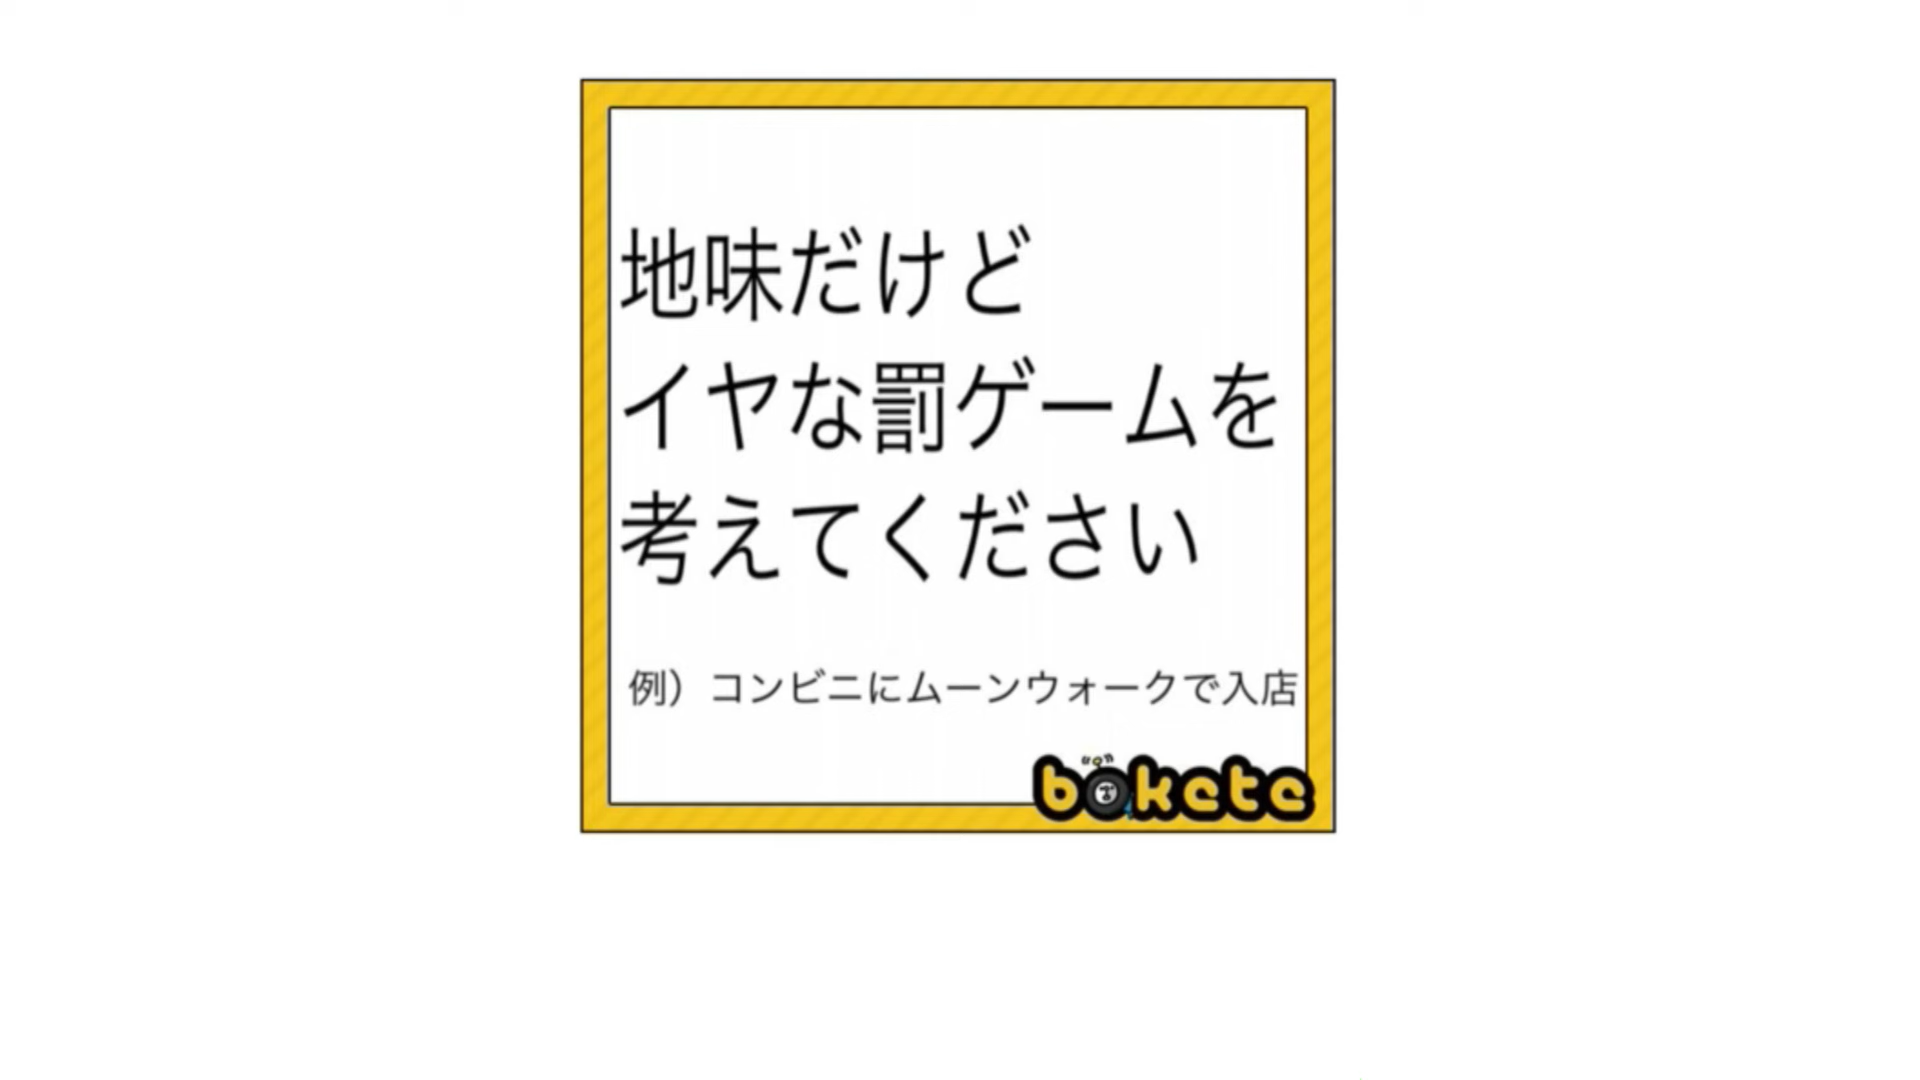 地味だけど
イヤな罰ゲームを
考えてください
例）コンビニにムーンウォークで入店
bokete